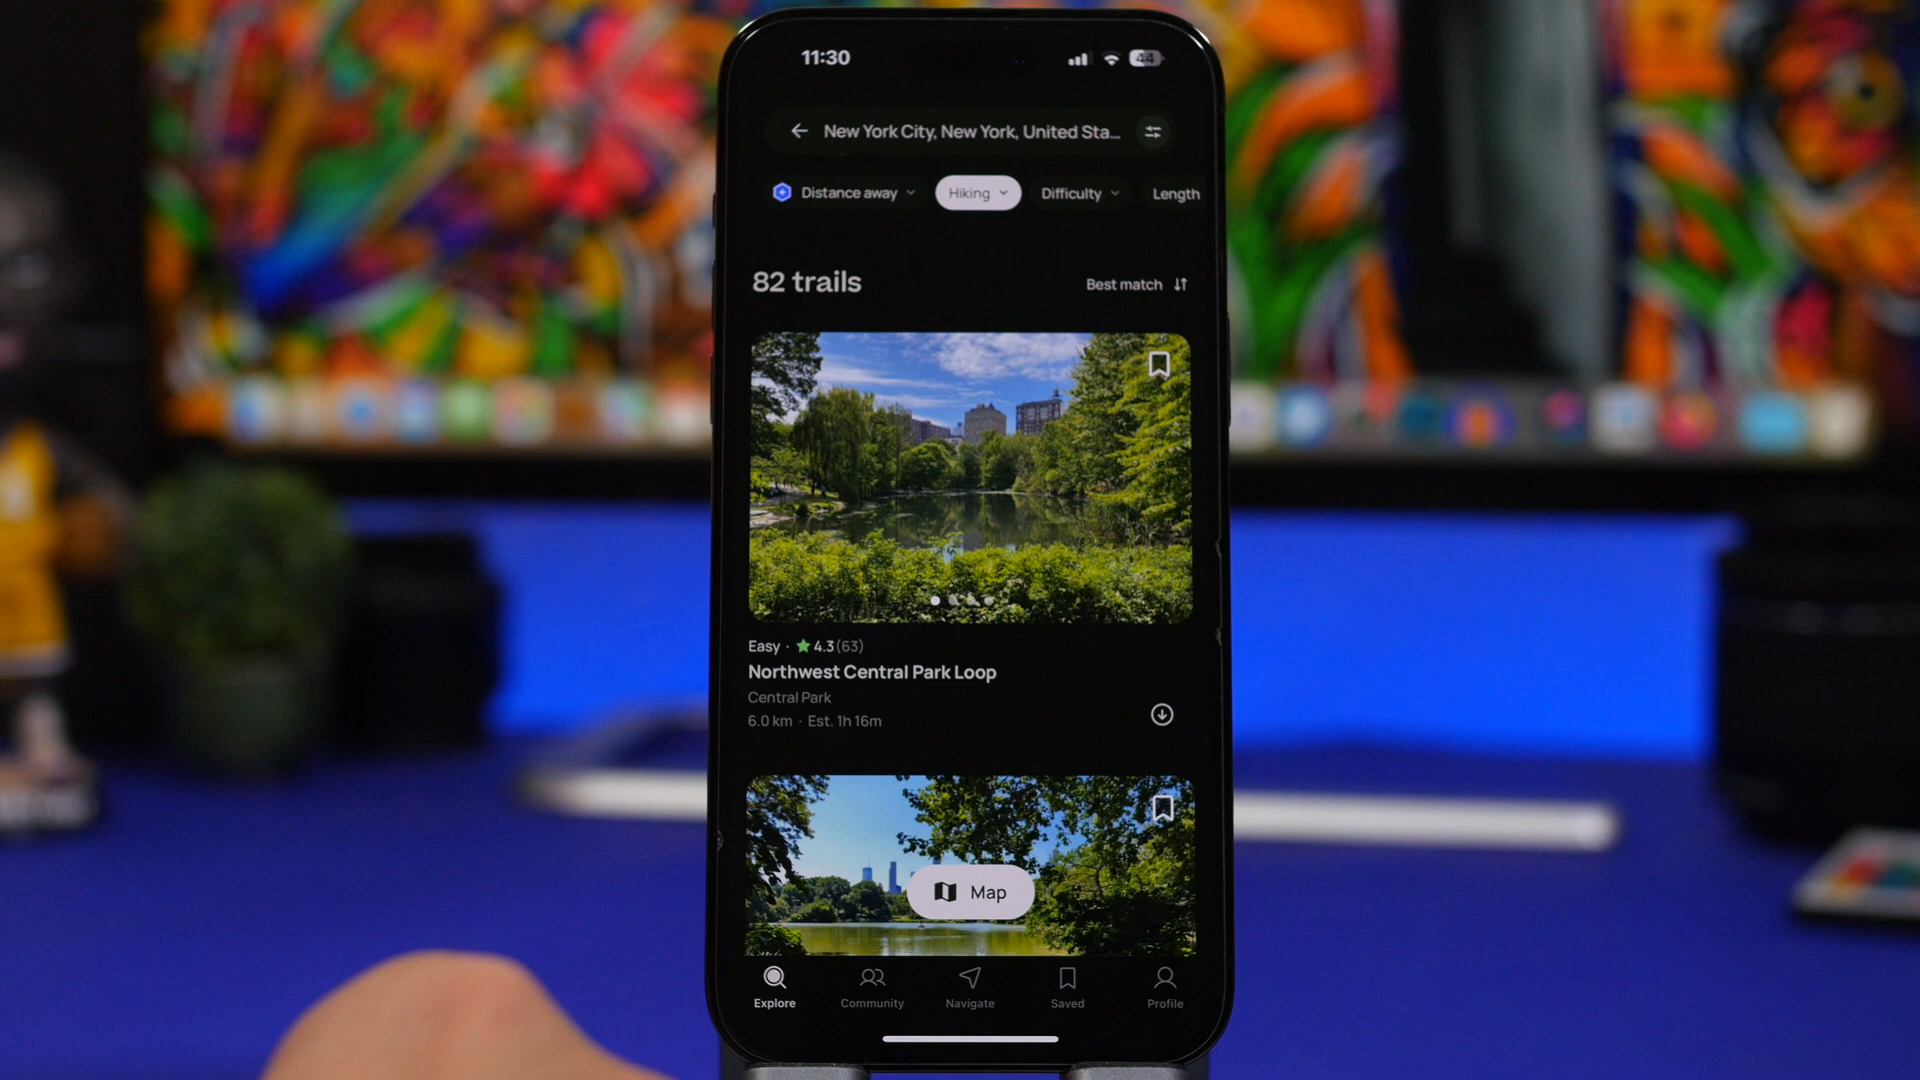 11:30
44
New York City, New York, United Sta...
Distance away
Hiking
Difficulty
Length
82 trails
Best match
Easy · 4.3 (63)
Northwest Central Park Loop
Central Park
6.0 km · Est. 1h 16m
Map
Explore
Community
Navigate
Saved
Profile